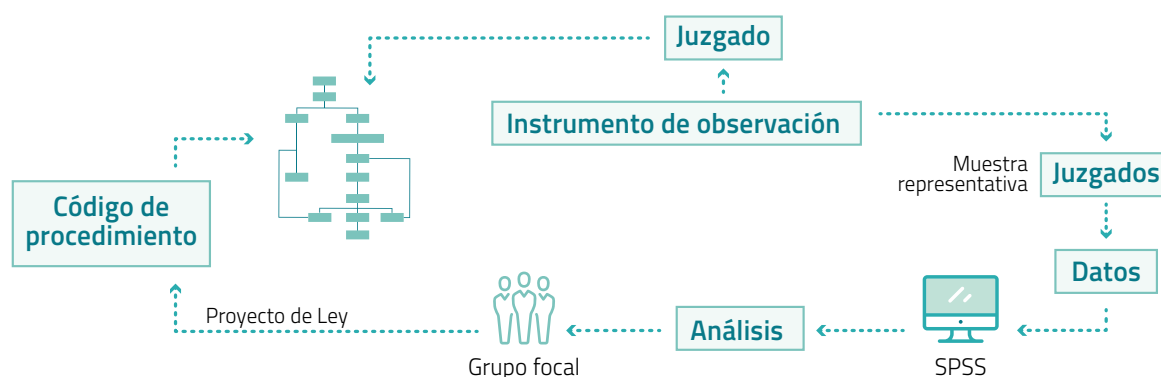 Juzgado
Instrumento de observación
Muestra
representativa
Juzgados
Código de
procedimiento
Datos
Proyecto de Ley
Análisis
Grupo focal
SPSS